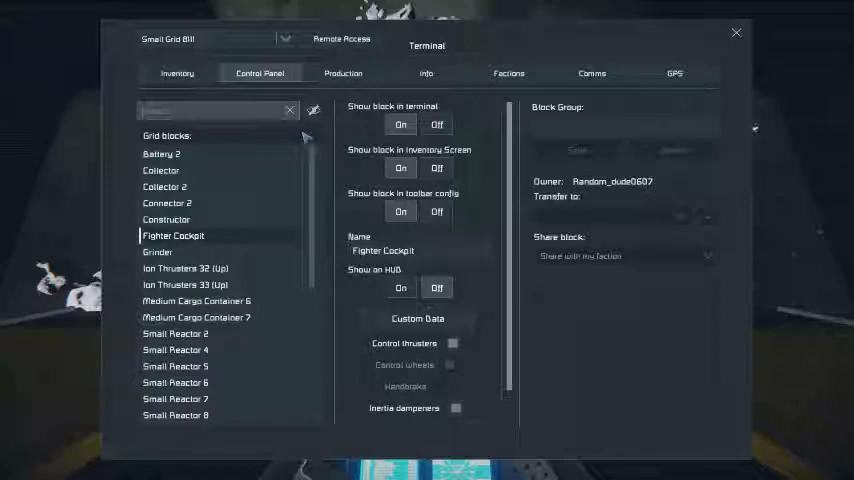 Small Grid 8111
Remote Access
Terminal
Inventory
Control Panel
Production
Info
Factions
Comms
GPS
Grid blocks:
Battery 2
Collector
Collector 2
Connector 2
Constructor
Fighter Cockpit
Grinder
Ion Thrusters 32 (Up)
Ion Thrusters 33 (Up)
Medium Cargo Container 6
Medium Cargo Container 7
Small Reactor 2
Small Reactor 4
Small Reactor 5
Small Reactor 6
Small Reactor 7
Small Reactor 8
Show block in terminal
On Off
Show block in Inventory Screen
On Off
Show block in toolbar config
On Off
Name
Fighter Cockpit
Show on HUD
On Off
Custom Data
Control thrusters
Control wheels
Handbrake
Inertia dampeners
Block Group:
Owner: Random_dude0607
Transfer to:
Share block:
Share with my faction